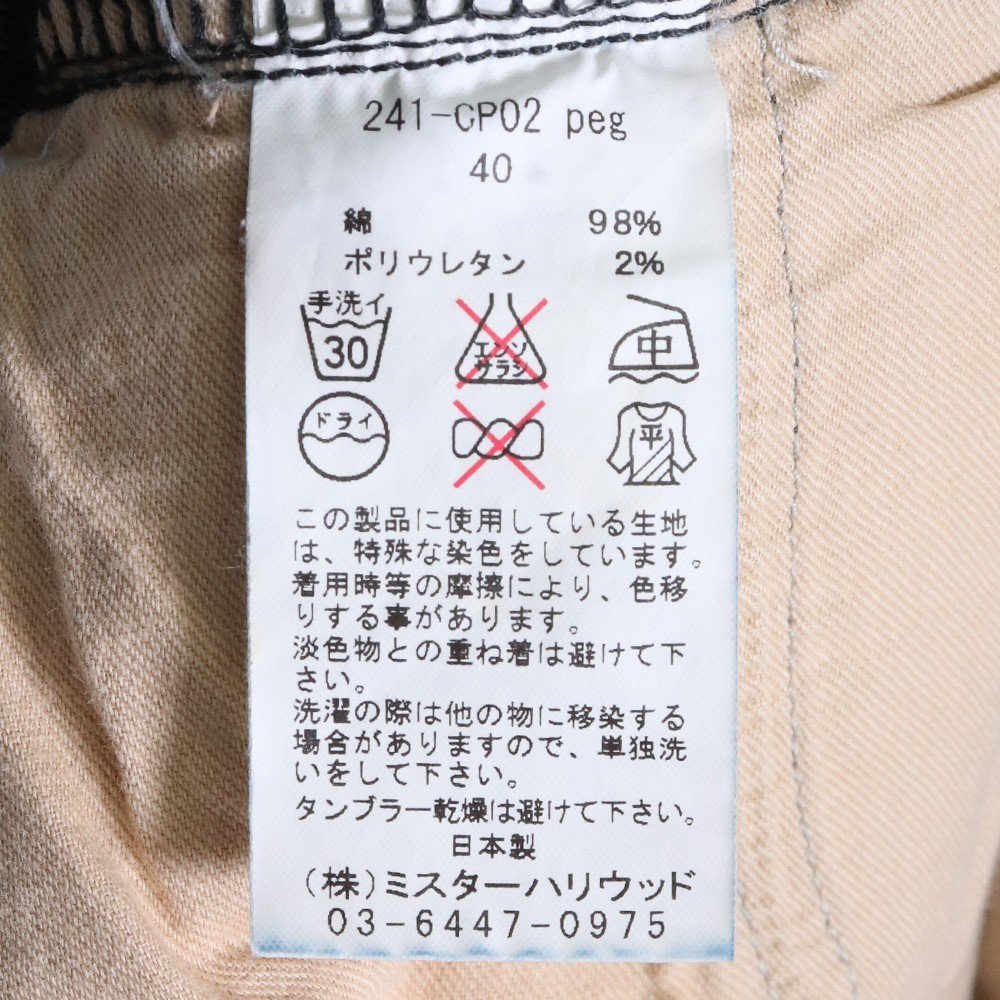 241-CP02 peg
40
綿 98%
ポリウレタン 2%
手洗イ
30
エンソ
サラシ
中
ドライ
平
この製品に使用している生地
は、特殊な染色をしています。
着用時等の摩擦により、色移
りする事があります。
淡色物との重ね着は避けて下
さい。
洗濯の際は他の物に移染する
場合がありますので、単独洗
いをして下さい。
タンブラー乾燥は避けて下さい。
日本製
(株)ミスターハリウッド
03-6447-0975